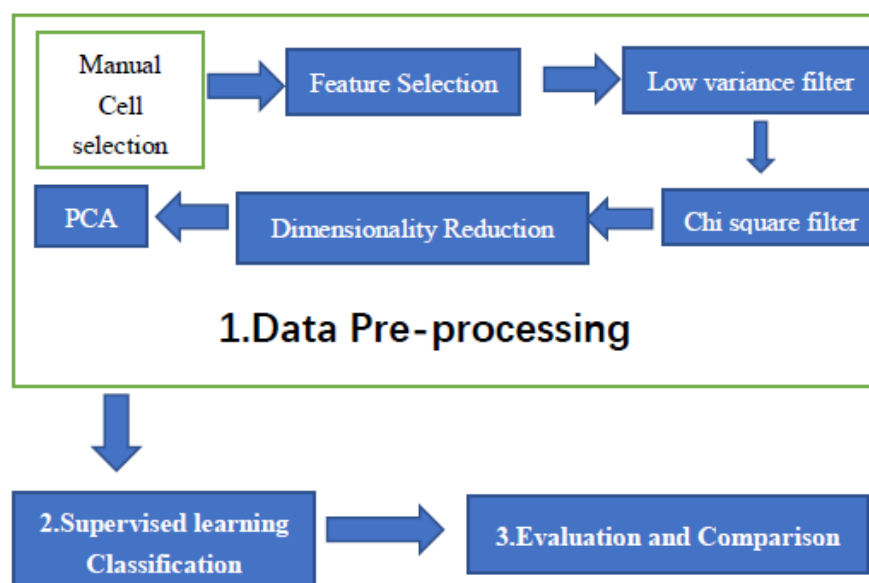 Manual
Cell
selection
Feature Selection
Low variance filter
PCA
Dimensionality Reduction
Chi square filter
1.Data Pre-processing
2.Supervised learning
Classification
3.Evaluation and Comparison